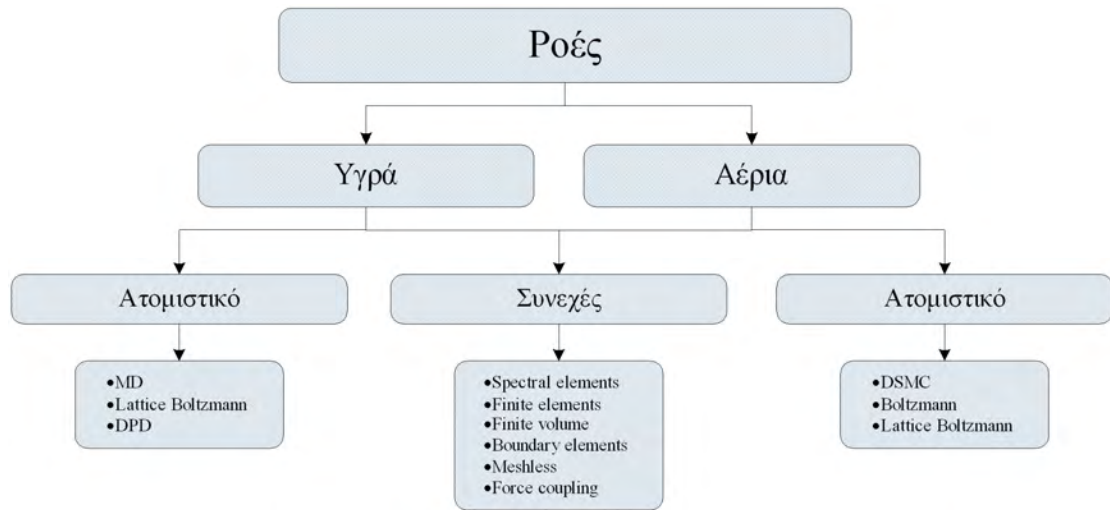 Ροές
Υγρά
Αέρια
Ατομιστικό
Συνεχές
Ατομιστικό
•MD
•Lattice Boltzmann
•DPD
•Spectral elements
•Finite elements
•Finite volume
•Boundary elements
•Meshless
•Force coupling
•DSMC
•Boltzmann
•Lattice Boltzmann